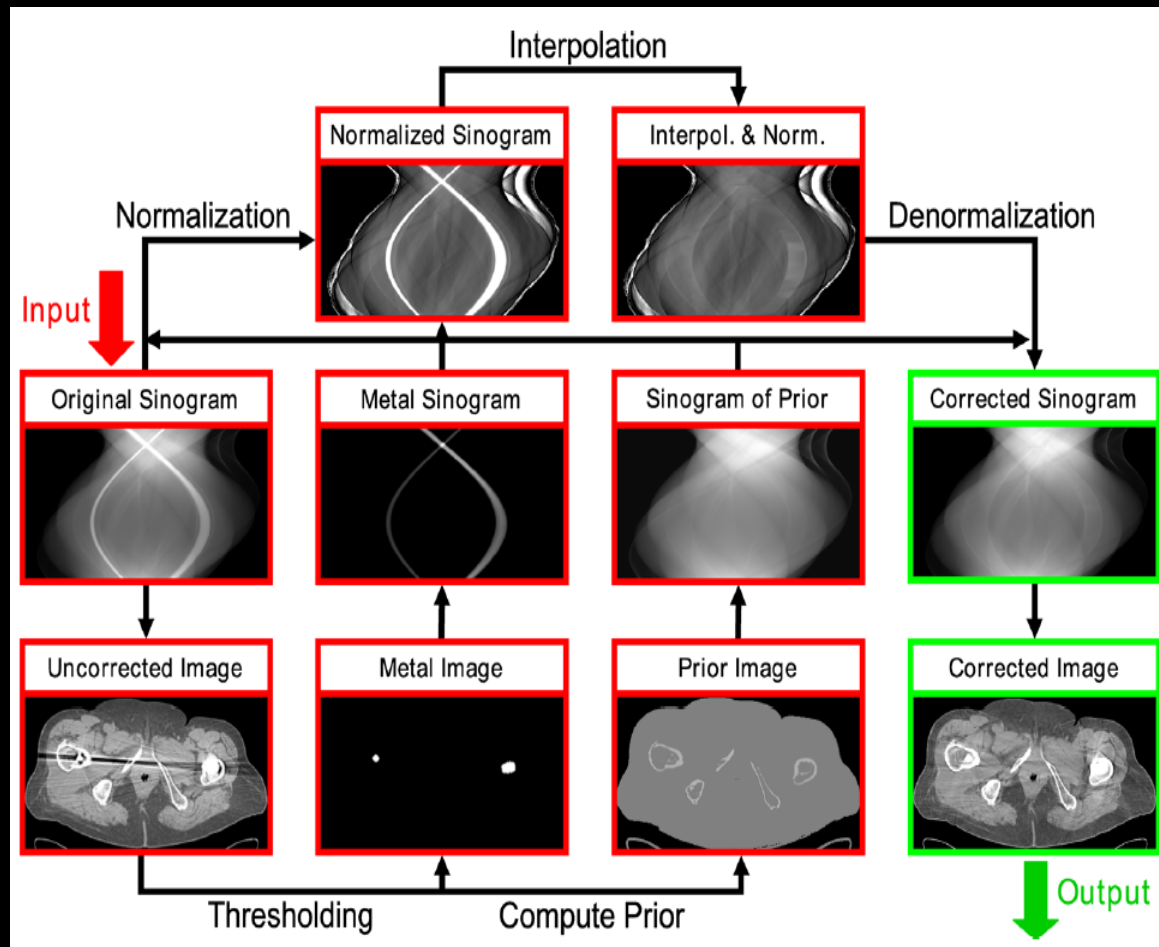 Interpolation
Normalized Sinogram
Interpol. & Norm.
Normalization
Denormalization
Input
Original Sinogram
Metal Sinogram
Sinogram of Prior
Corrected Sinogram
Uncorrected Image
Metal Image
Prior Image
Corrected Image
Thresholding
Compute Prior
Output